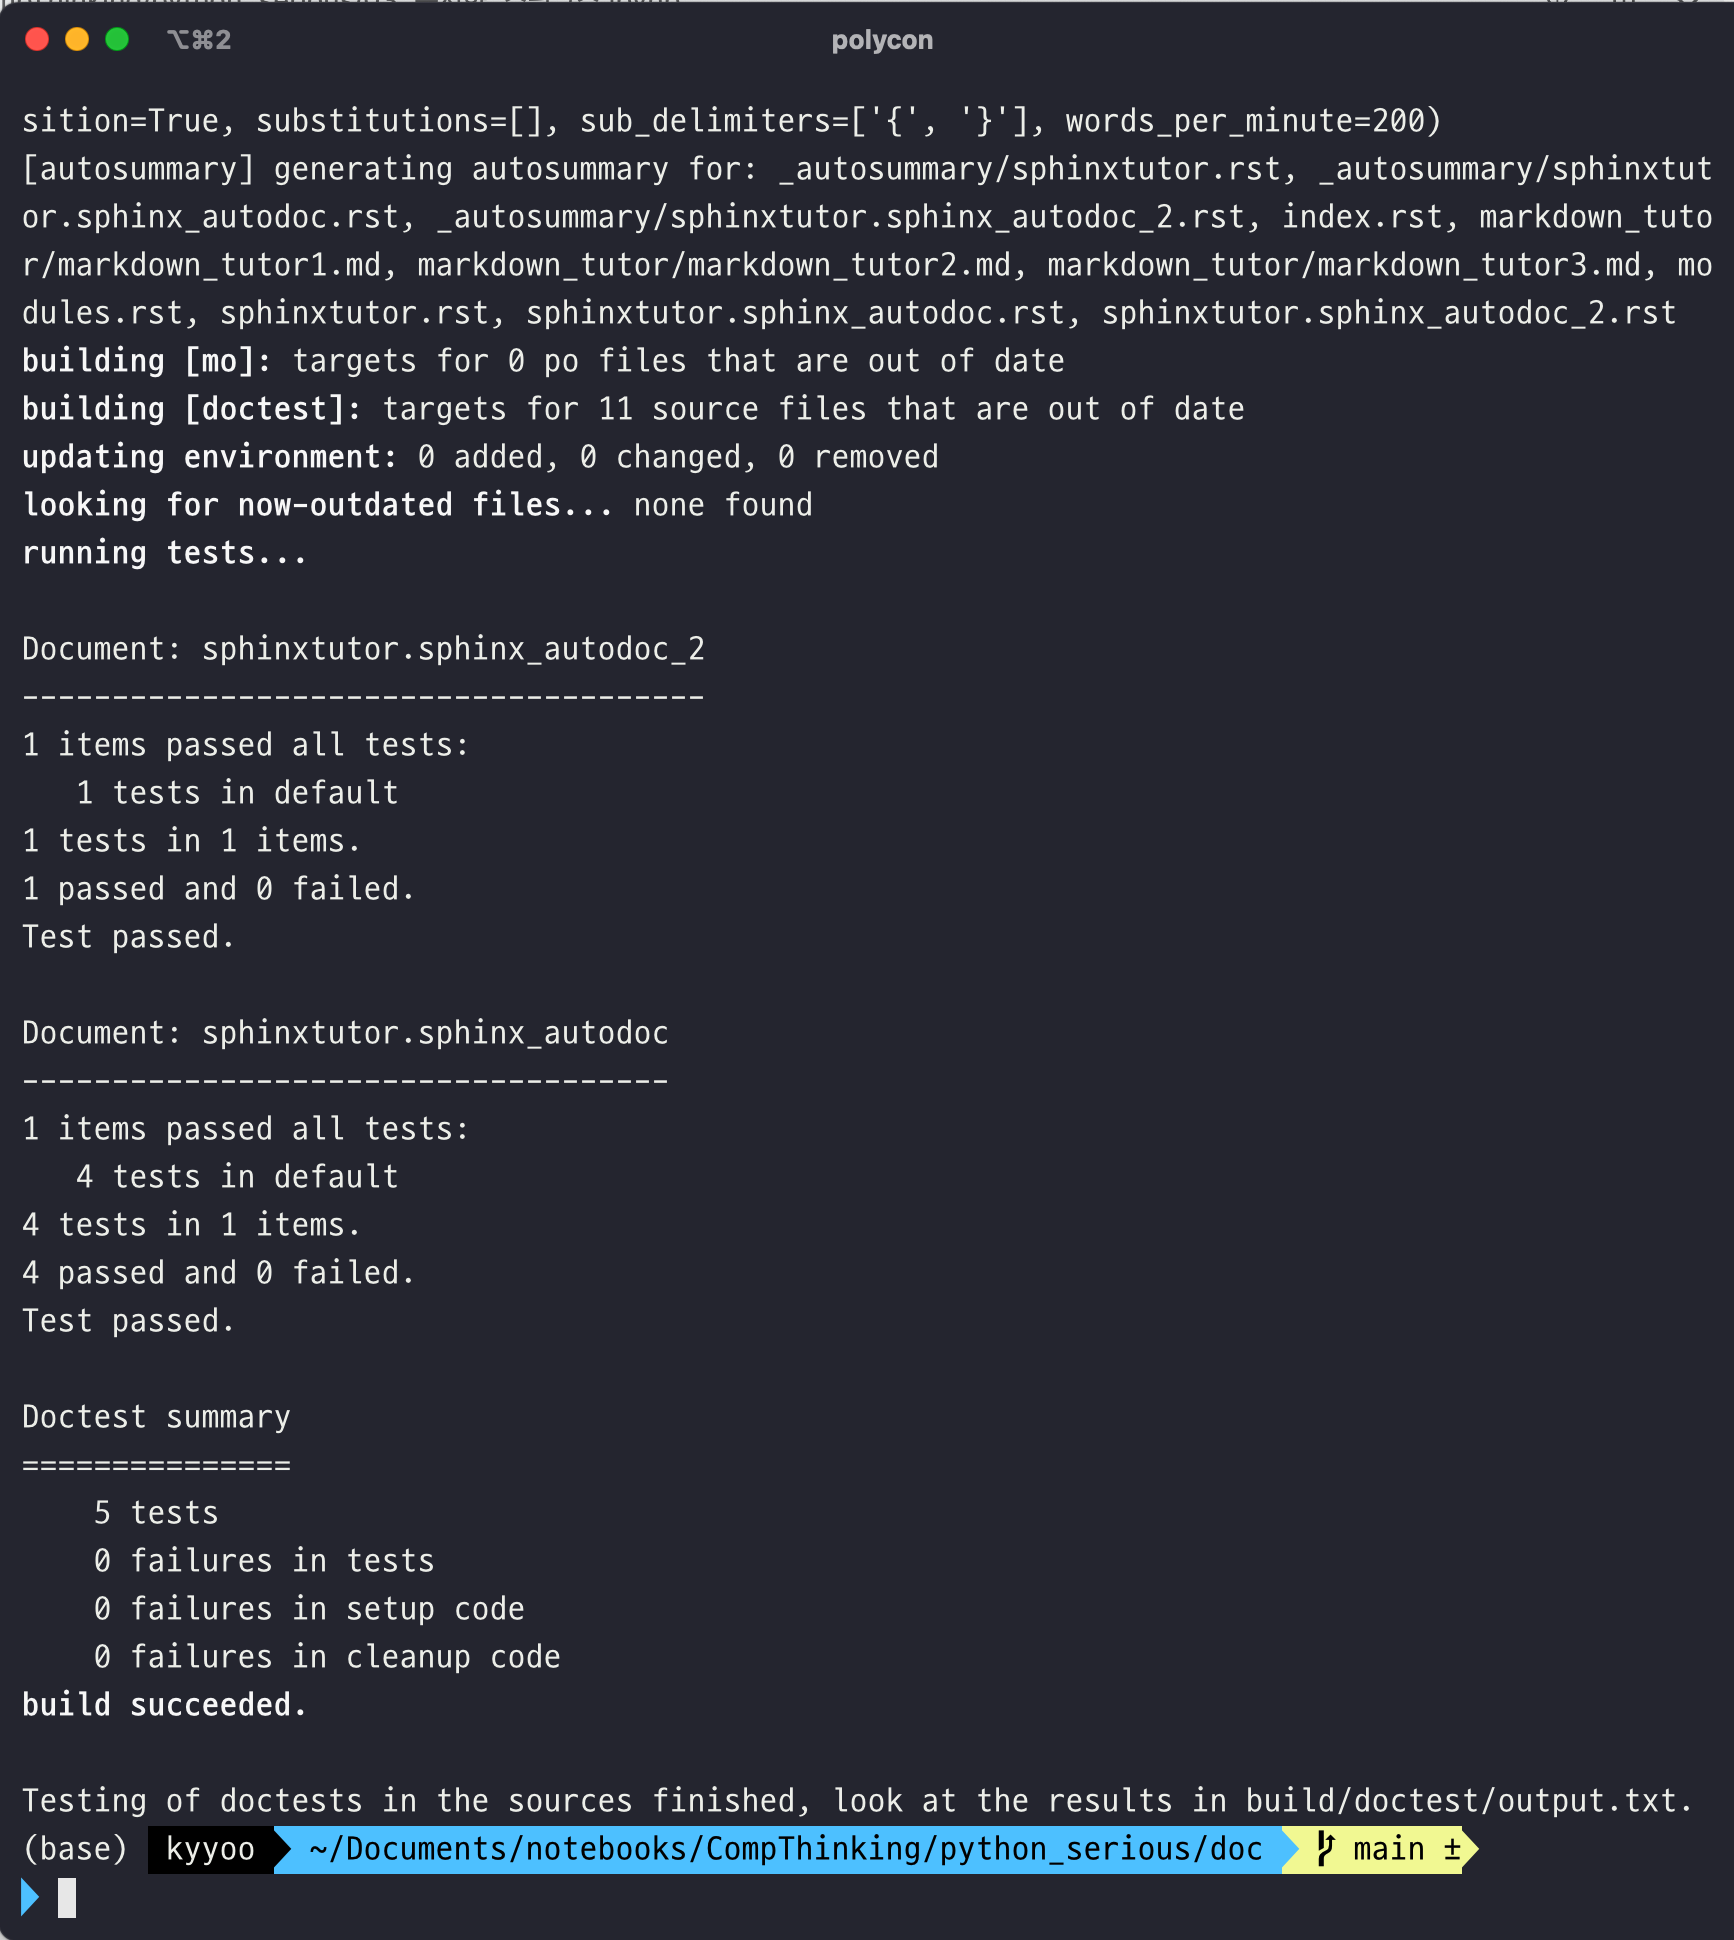 ⌥⌘2
polycon
sition=True, substitutions=[], sub_delimiters=['{', '}'], words_per_minute=200)
[autosummary] generating autosummary for: _autosummary/sphinxtutor.rst, _autosummary/sphinxtut
or.sphinx_autodoc.rst, _autosummary/sphinxtutor.sphinx_autodoc_2.rst, index.rst, markdown_tuto
r/markdown_tutor1.md, markdown_tutor/markdown_tutor2.md, markdown_tutor/markdown_tutor3.md, mo
dules.rst, sphinxtutor.rst, sphinxtutor.sphinx_autodoc.rst, sphinxtutor.sphinx_autodoc_2.rst
building [mo]: targets for 0 po files that are out of date
building [doctest]: targets for 11 source files that are out of date
updating environment: 0 added, 0 changed, 0 removed
looking for now-outdated files... none found
running tests...
Document: sphinxtutor.sphinx_autodoc_2
--------------------------------------
1 items passed all tests:
   1 tests in default
1 tests in 1 items.
1 passed and 0 failed.
Test passed.
Document: sphinxtutor.sphinx_autodoc
------------------------------------
1 items passed all tests:
   4 tests in default
4 tests in 1 items.
4 passed and 0 failed.
Test passed.
Doctest summary
===============
    5 tests
    0 failures in tests
    0 failures in setup code
    0 failures in cleanup code
build succeeded.
Testing of doctests in the sources finished, look at the results in build/doctest/output.txt.
(base) kyyoo ~/Documents/notebooks/CompThinking/python_serious/doc main ±